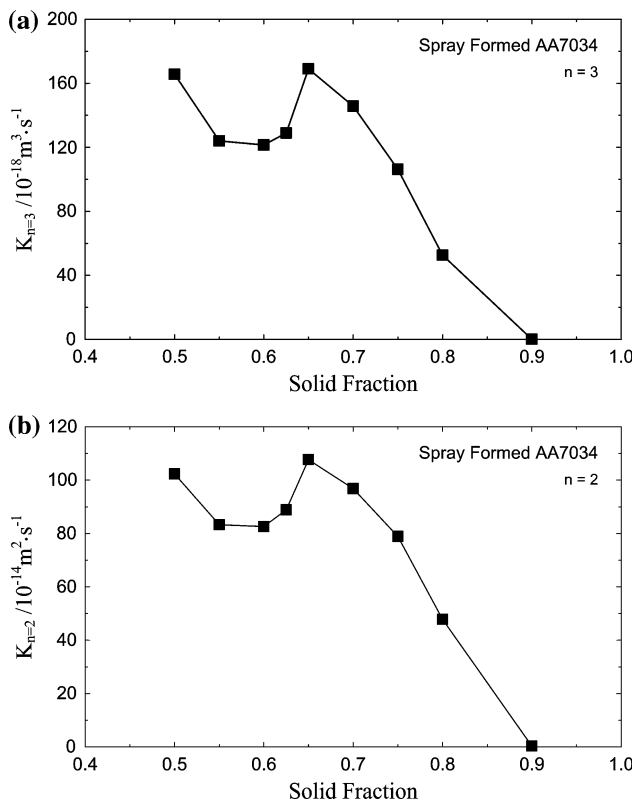 (a)
200
160
120
80
40
0
K_{n=3} /10^{-18}m^3·s^{-1}
Spray Formed AA7034
n = 3
0.4 0.5 0.6 0.7 0.8 0.9 1.0
Solid Fraction
(b)
120
100
80
60
40
20
0
K_{n=2} /10^{-14}m^2·s^{-1}
Spray Formed AA7034
n = 2
0.4 0.5 0.6 0.7 0.8 0.9 1.0
Solid Fraction